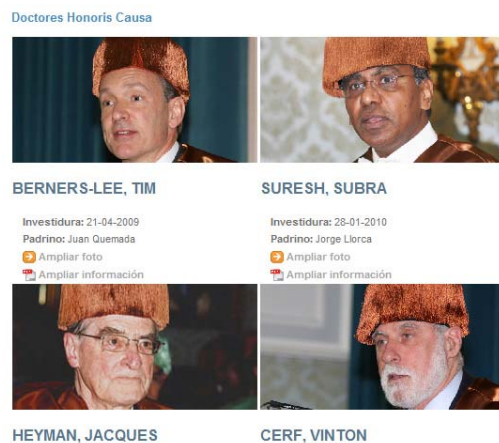 Doctores Honoris Causa
BERNERS-LEE, TIM
SURESH, SUBRA
Investidura: 21-04-2009
Padrino: Juan Quemada
Ampliar foto
Ampliar información
Investidura: 28-01-2010
Padrino: Jorge Llorca
Ampliar foto
Ampliar información
HEYMAN, JACQUES
CERF, VINTON